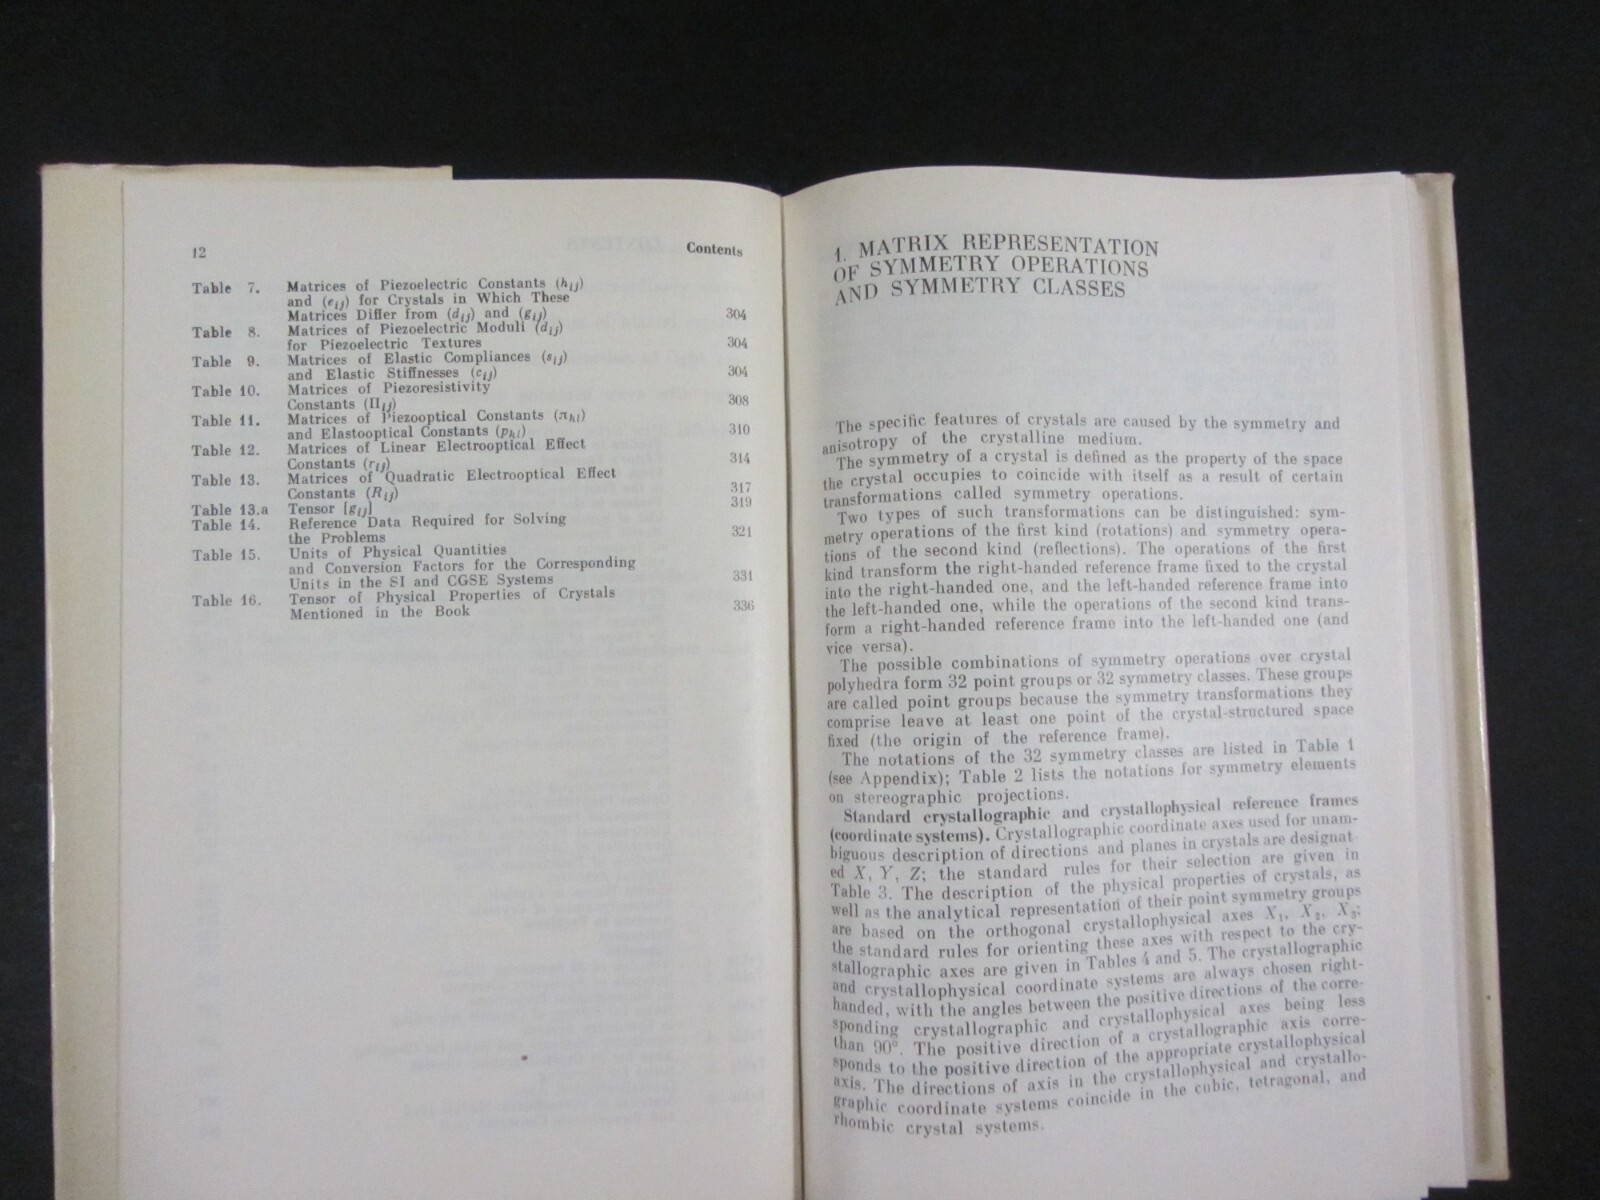 12 Contents
Table 7. Matrices of Piezoelectric Constants (h_ij)
and (e_ij) for Crystals in Which These
Matrices Differ from (d_ij) and (g_ij) 304
Table 8. Matrices of Piezoelectric Moduli (d_ij)
for Piezoelectric Textures 304
Table 9. Matrices of Elastic Compliances (s_ij)
and Elastic Stiffnesses (c_ij) 304
Table 10. Matrices of Piezoresistivity
Constants (Π_ij) 308
Table 11. Matrices of Piezooptical Constants (π_kl)
and Elastooptical Constants (p_kl) 310
Table 12. Matrices of Linear Electrooptical Effect
Constants (r_ij) 314
Table 13. Matrices of Quadratic Electrooptical Effect
Constants (R_ij) 317
Table 13.a Tensor [g_ij] 319
Table 14. Reference Data Required for Solving
the Problems 321
Table 15. Units of Physical Quantities
and Conversion Factors for the Corresponding
Units in the SI and CGSE Systems 331
Table 16. Tensor of Physical Properties of Crystals
Mentioned in the Book 336
1. MATRIX REPRESENTATION
OF SYMMETRY OPERATIONS
AND SYMMETRY CLASSES
The specific features of crystals are caused by the symmetry and
anisotropy of the crystalline medium.
The symmetry of a crystal is defined as the property of the space
the crystal occupies to coincide with itself as a result of certain
transformations called symmetry operations.
Two types of such transformations can be distinguished: sym-
metry operations of the first kind (rotations) and symmetry opera-
tions of the second kind (reflections). The operations of the first
kind transform the right-handed reference frame fixed to the crystal
into the right-handed one, and the left-handed reference frame into
the left-handed one, while the operations of the second kind trans-
form a right-handed reference frame into the left-handed one (and
vice versa).
The possible combinations of symmetry operations over crystal
polyhedra form 32 point groups or 32 symmetry classes. These groups
are called point groups because the symmetry transformations they
comprise leave at least one point of the crystal-structured space
fixed (the origin of the reference frame).
The notations of the 32 symmetry classes are listed in Table 1
(see Appendix); Table 2 lists the notations for symmetry elements
on stereographic projections.
Standard crystallographic and crystallophysical reference frames
(coordinate systems). Crystallographic coordinate axes used for unam-
biguous description of directions and planes in crystals are designat
ed X, Y, Z; the standard rules for their selection are given in
Table 3. The description of the physical properties of crystals, as
well as the analytical representation of their point symmetry groups
are based on the orthogonal crystallophysical axes X₁, X₂, X₃;
the standard rules for orienting these axes with respect to the cry-
stallographic axes are given in Tables 4 and 5. The crystallographic
and crystallophysical coordinate systems are always chosen right-
handed, with the angles between the positive directions of the corre-
sponding crystallographic and crystallophysical axes being less
than 90°. The positive direction of a crystallographic axis corre-
sponds to the positive direction of the appropriate crystallophysical
axis. The directions of axis in the crystallophysical and crystallo-
graphic coordinate systems coincide in the cubic, tetragonal, and
rhombic crystal systems.